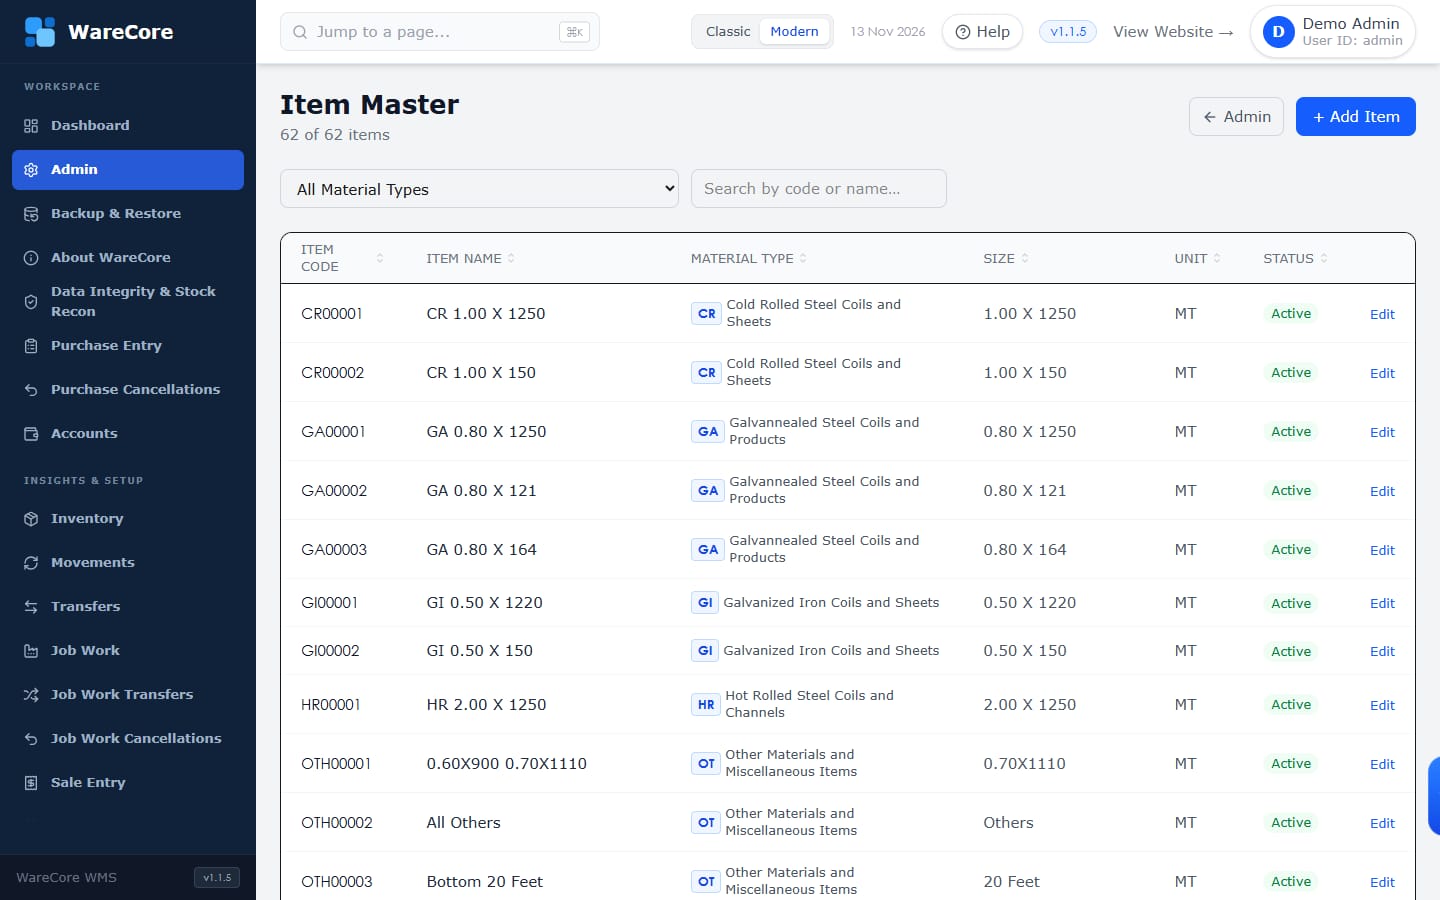 WareCore
Jump to a page...
⌘K
Classic
Modern
13 Nov 2026
Help
v1.1.5
View Website →
D
Demo Admin
User ID: admin
WORKSPACE
Dashboard
Admin
Backup & Restore
About WareCore
Data Integrity & Stock
Recon
Purchase Entry
Purchase Cancellations
Accounts
INSIGHTS & SETUP
Inventory
Movements
Transfers
Job Work
Job Work Transfers
Job Work Cancellations
Sale Entry
WareCore WMS
v1.1.5
Item Master
62 of 62 items
← Admin
+ Add Item
All Material Types
Search by code or name...
ITEM CODE ITEM NAME MATERIAL TYPE SIZE UNIT STATUS
CR00001 CR 1.00 X 1250 CR Cold Rolled Steel Coils and Sheets 1.00 X 1250 MT Active Edit
CR00002 CR 1.00 X 150 CR Cold Rolled Steel Coils and Sheets 1.00 X 150 MT Active Edit
GA00001 GA 0.80 X 1250 GA Galvannealed Steel Coils and Products 0.80 X 1250 MT Active Edit
GA00002 GA 0.80 X 121 GA Galvannealed Steel Coils and Products 0.80 X 121 MT Active Edit
GA00003 GA 0.80 X 164 GA Galvannealed Steel Coils and Products 0.80 X 164 MT Active Edit
GI00001 GI 0.50 X 1220 GI Galvanized Iron Coils and Sheets 0.50 X 1220 MT Active Edit
GI00002 GI 0.50 X 150 GI Galvanized Iron Coils and Sheets 0.50 X 150 MT Active Edit
HR00001 HR 2.00 X 1250 HR Hot Rolled Steel Coils and Channels 2.00 X 1250 MT Active Edit
OTH00001 0.60X900 0.70X1110 OT Other Materials and Miscellaneous Items 0.70X1110 MT Active Edit
OTH00002 All Others OT Other Materials and Miscellaneous Items Others MT Active Edit
OTH00003 Bottom 20 Feet OT Other Materials and Miscellaneous Items 20 Feet MT Active Edit